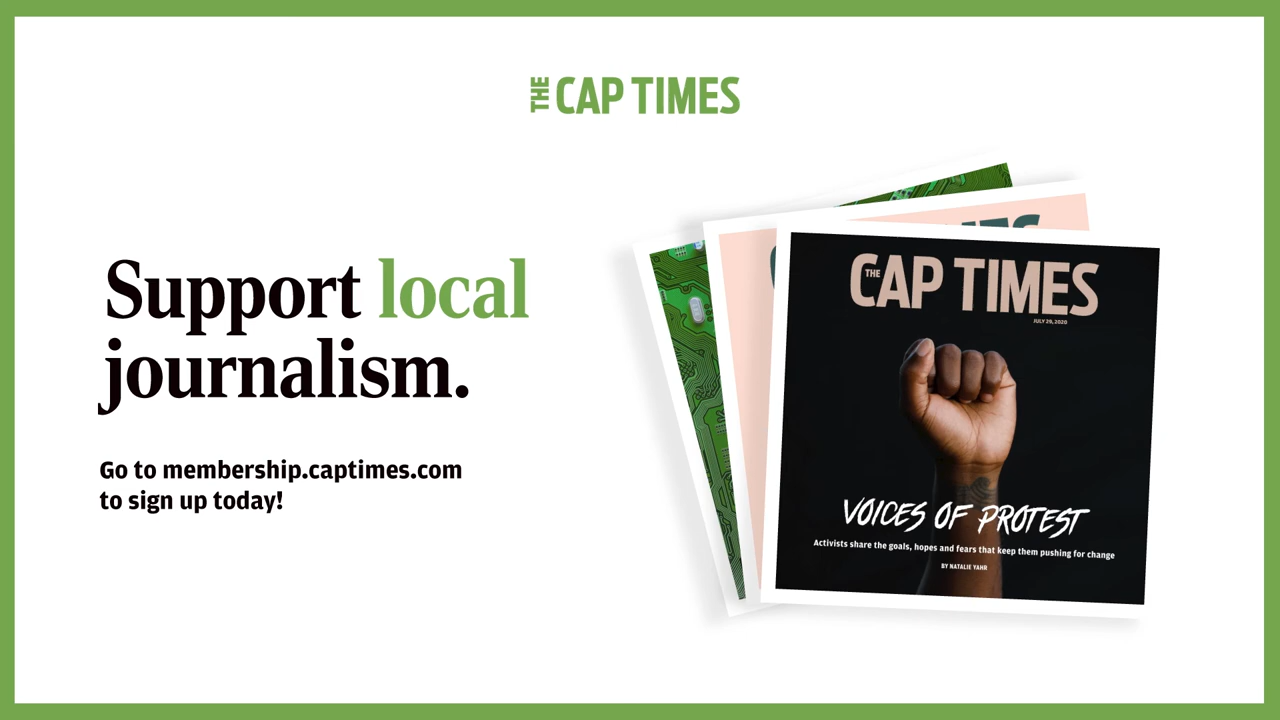 THE CAP TIMES
Support local
journalism.
Go to membership.captimes.com
to sign up today!
THE CAP TIMES
JULY 29, 2020
VOICES OF PROTEST
Activists share the goals, hopes and fears that keep them pushing for change
BY NATALIE YAHR